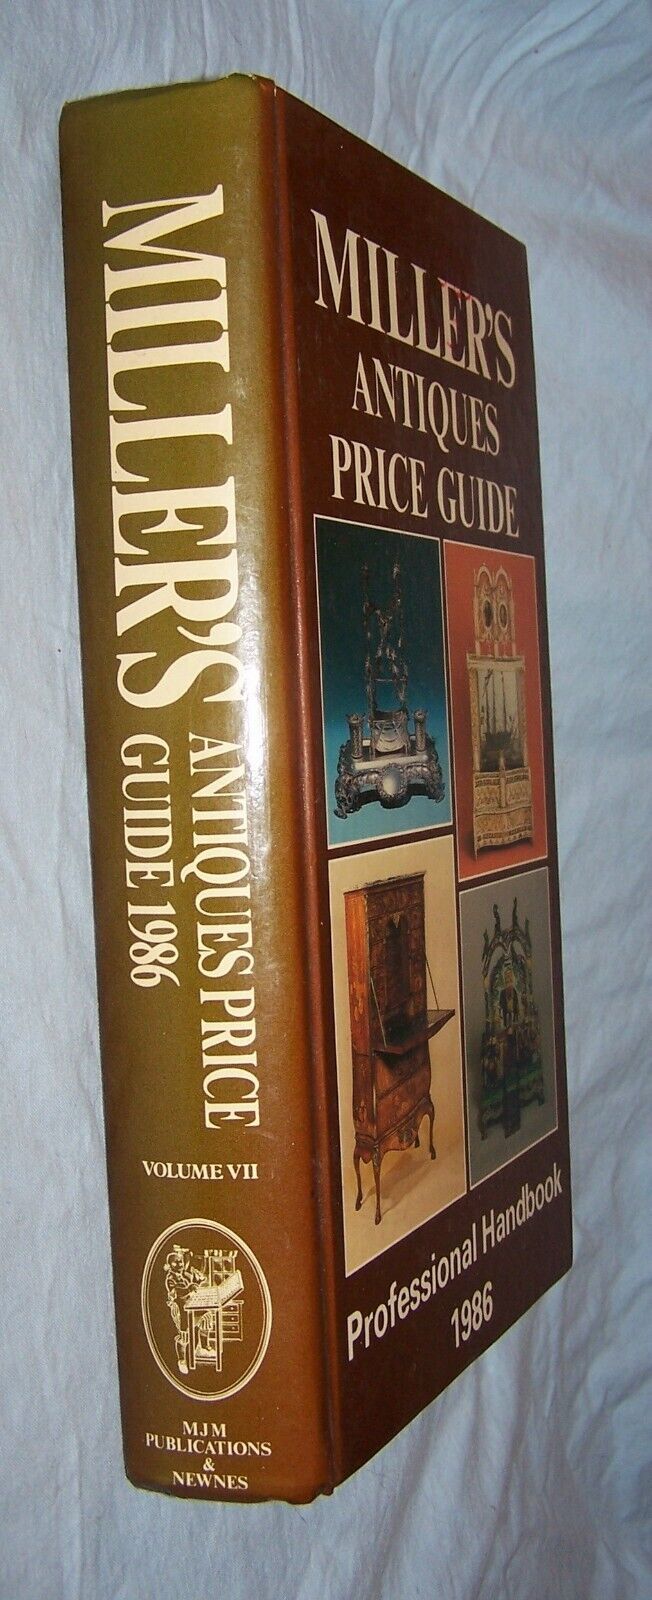 MILLER'S ANTIQUES PRICE
GUIDE 1986
VOLUME VII
MJM
PUBLICATIONS
&
NEWNES
MILLER'S
ANTIQUES
PRICE GUIDE
Professional Handbook
1986